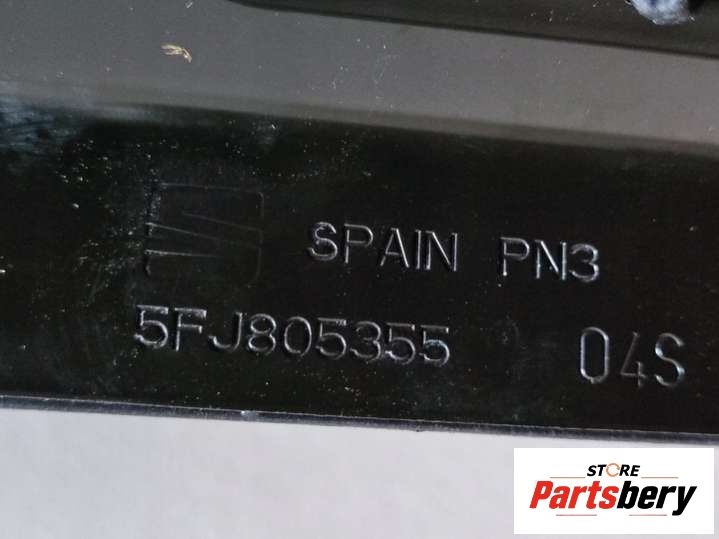 SPAIN PN3
5FJ805355 04S
STORE
Partsbery